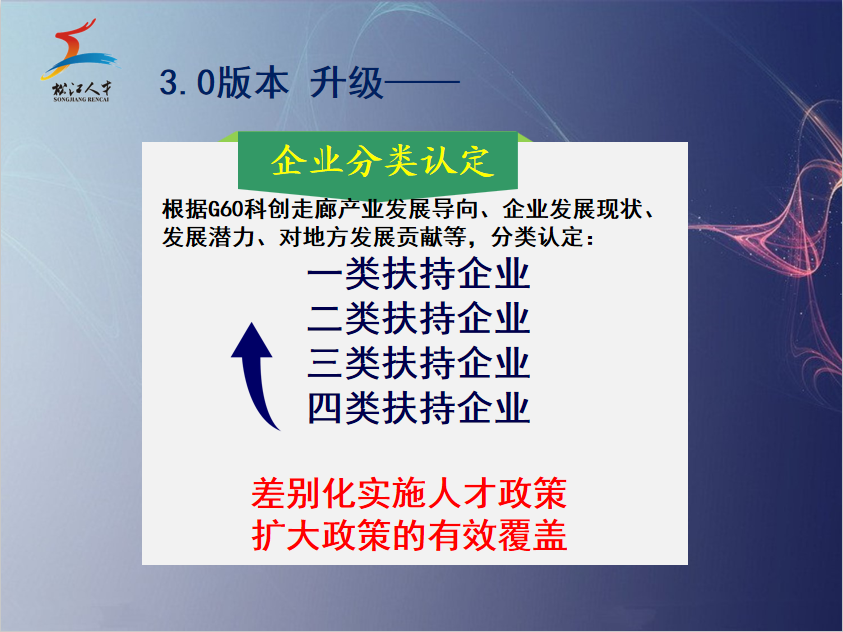 松江人才
SONGJIANG RENCAI
3.0版本 升级——
企业分类认定
根据G60科创走廊产业发展导向、企业发展现状、
发展潜力、对地方发展贡献等，分类认定：
一类扶持企业
二类扶持企业
三类扶持企业
四类扶持企业
差别化实施人才政策
扩大政策的有效覆盖